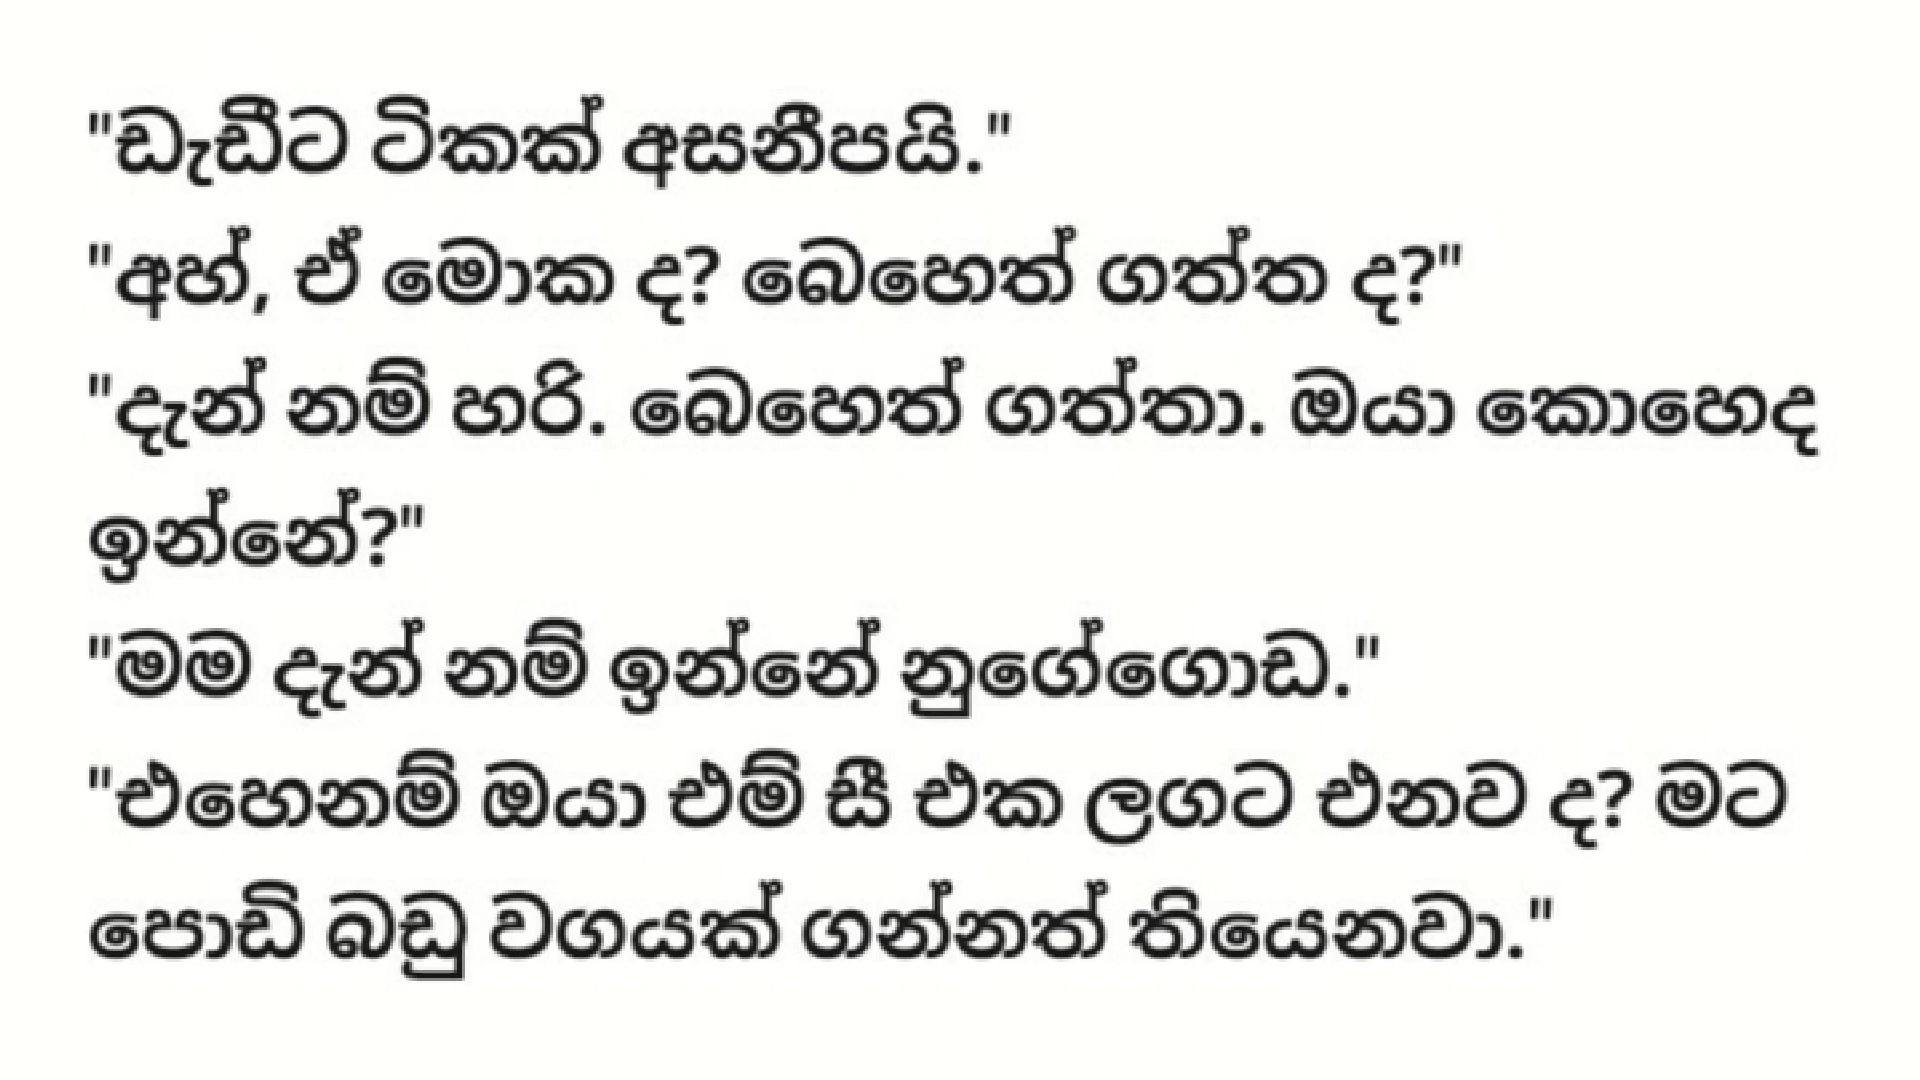 "ඩැඩීට ටිකක් අසනීපයි."
"අහ්, ඒ මොක ද? බෙහෙත් ගත්ත ද?"
"දැන් නම් හරි. බෙහෙත් ගත්තා. ඔයා කොහෙද
ඉන්නේ?"
"මම දැන් නම් ඉන්නේ නුගේගොඩ."
"එහෙනම් ඔයා එම් සී එක ලගට එනව ද? මට
පොඩි බඩු වගයක් ගන්නත් තියෙනවා."